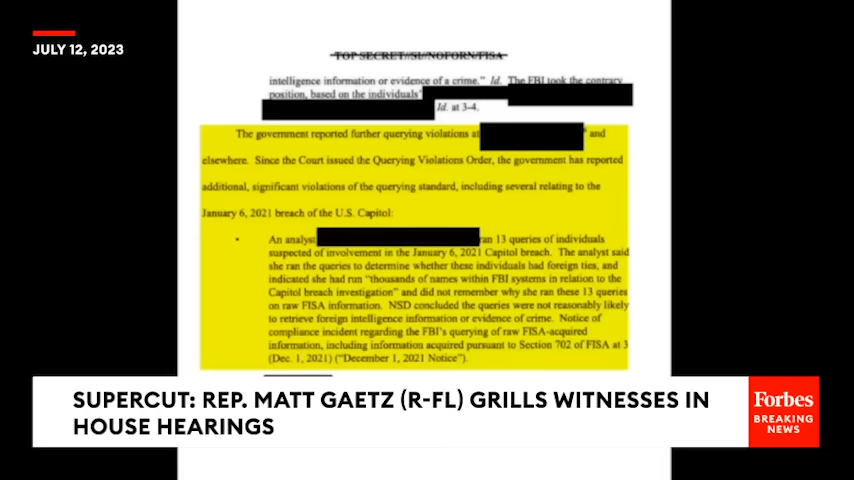 JULY 12, 2023
TOP SECRET//SI//NOFORN/FISA
intelligence information or evidence of a crime." Id. The FBI took the contrary
position, based on the individuals'
Id. at 3-4.
The government reported further querying violations at and
elsewhere. Since the Court issued the Querying Violations Order, the government has reported
additional, significant violations of the querying standard, including several relating to the
January 6, 2021 breach of the U.S. Capitol:
• An analyst ran 13 queries of individuals
suspected of involvement in the January 6, 2021 Capitol breach. The analyst said
she ran the queries to determine whether these individuals had foreign ties, and
indicated she had run "thousands of names within FBI systems in relation to the
Capitol breach investigation" and did not remember why she ran these 13 queries
on raw FISA information. NSD concluded the queries were not reasonably likely
to retrieve foreign intelligence information or evidence of crime. Notice of
compliance incident regarding the FBI's querying of raw FISA-acquired
information, including information acquired pursuant to Section 702 of FISA at 3
(Dec. 1, 2021) ("December 1, 2021 Notice").
SUPERCUT: REP. MATT GAETZ (R-FL) GRILLS WITNESSES IN
HOUSE HEARINGS
Forbes
BREAKING
NEWS